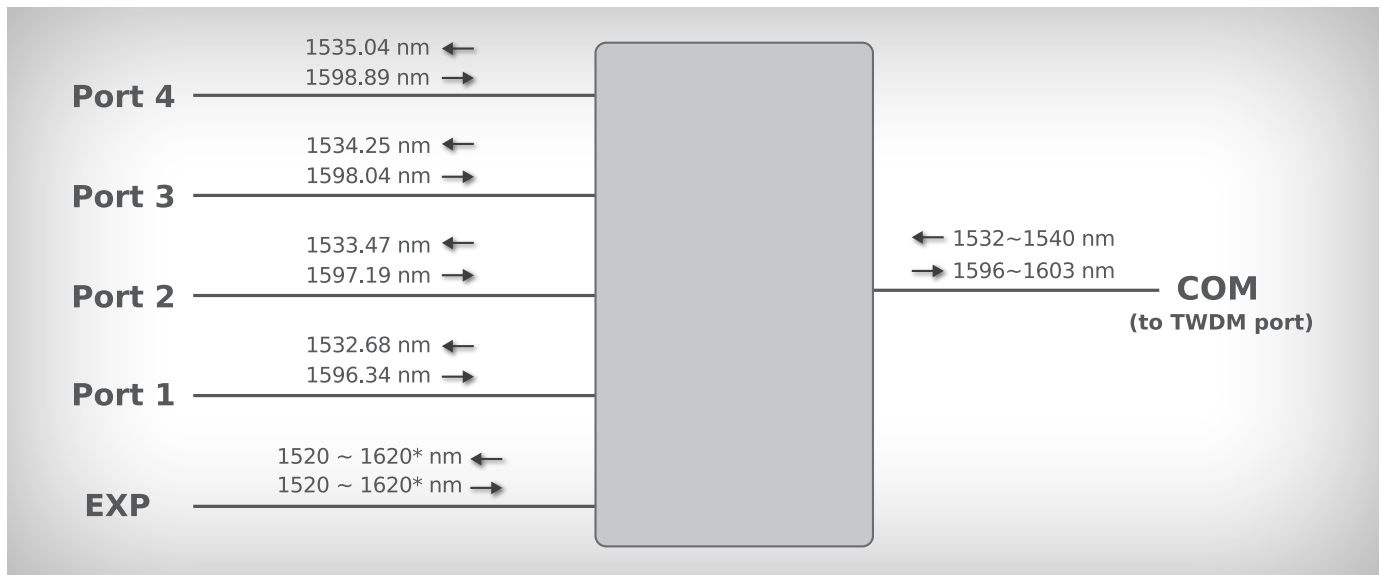 1535.04 nm
1598.89 nm
Port 4
1534.25 nm
1598.04 nm
Port 3
1533.47 nm
1597.19 nm
Port 2
1532.68 nm
1596.34 nm
Port 1
1520 ~ 1620* nm
1520 ~ 1620* nm
EXP
1532~1540 nm
1596~1603 nm
COM
(to TWDM port)